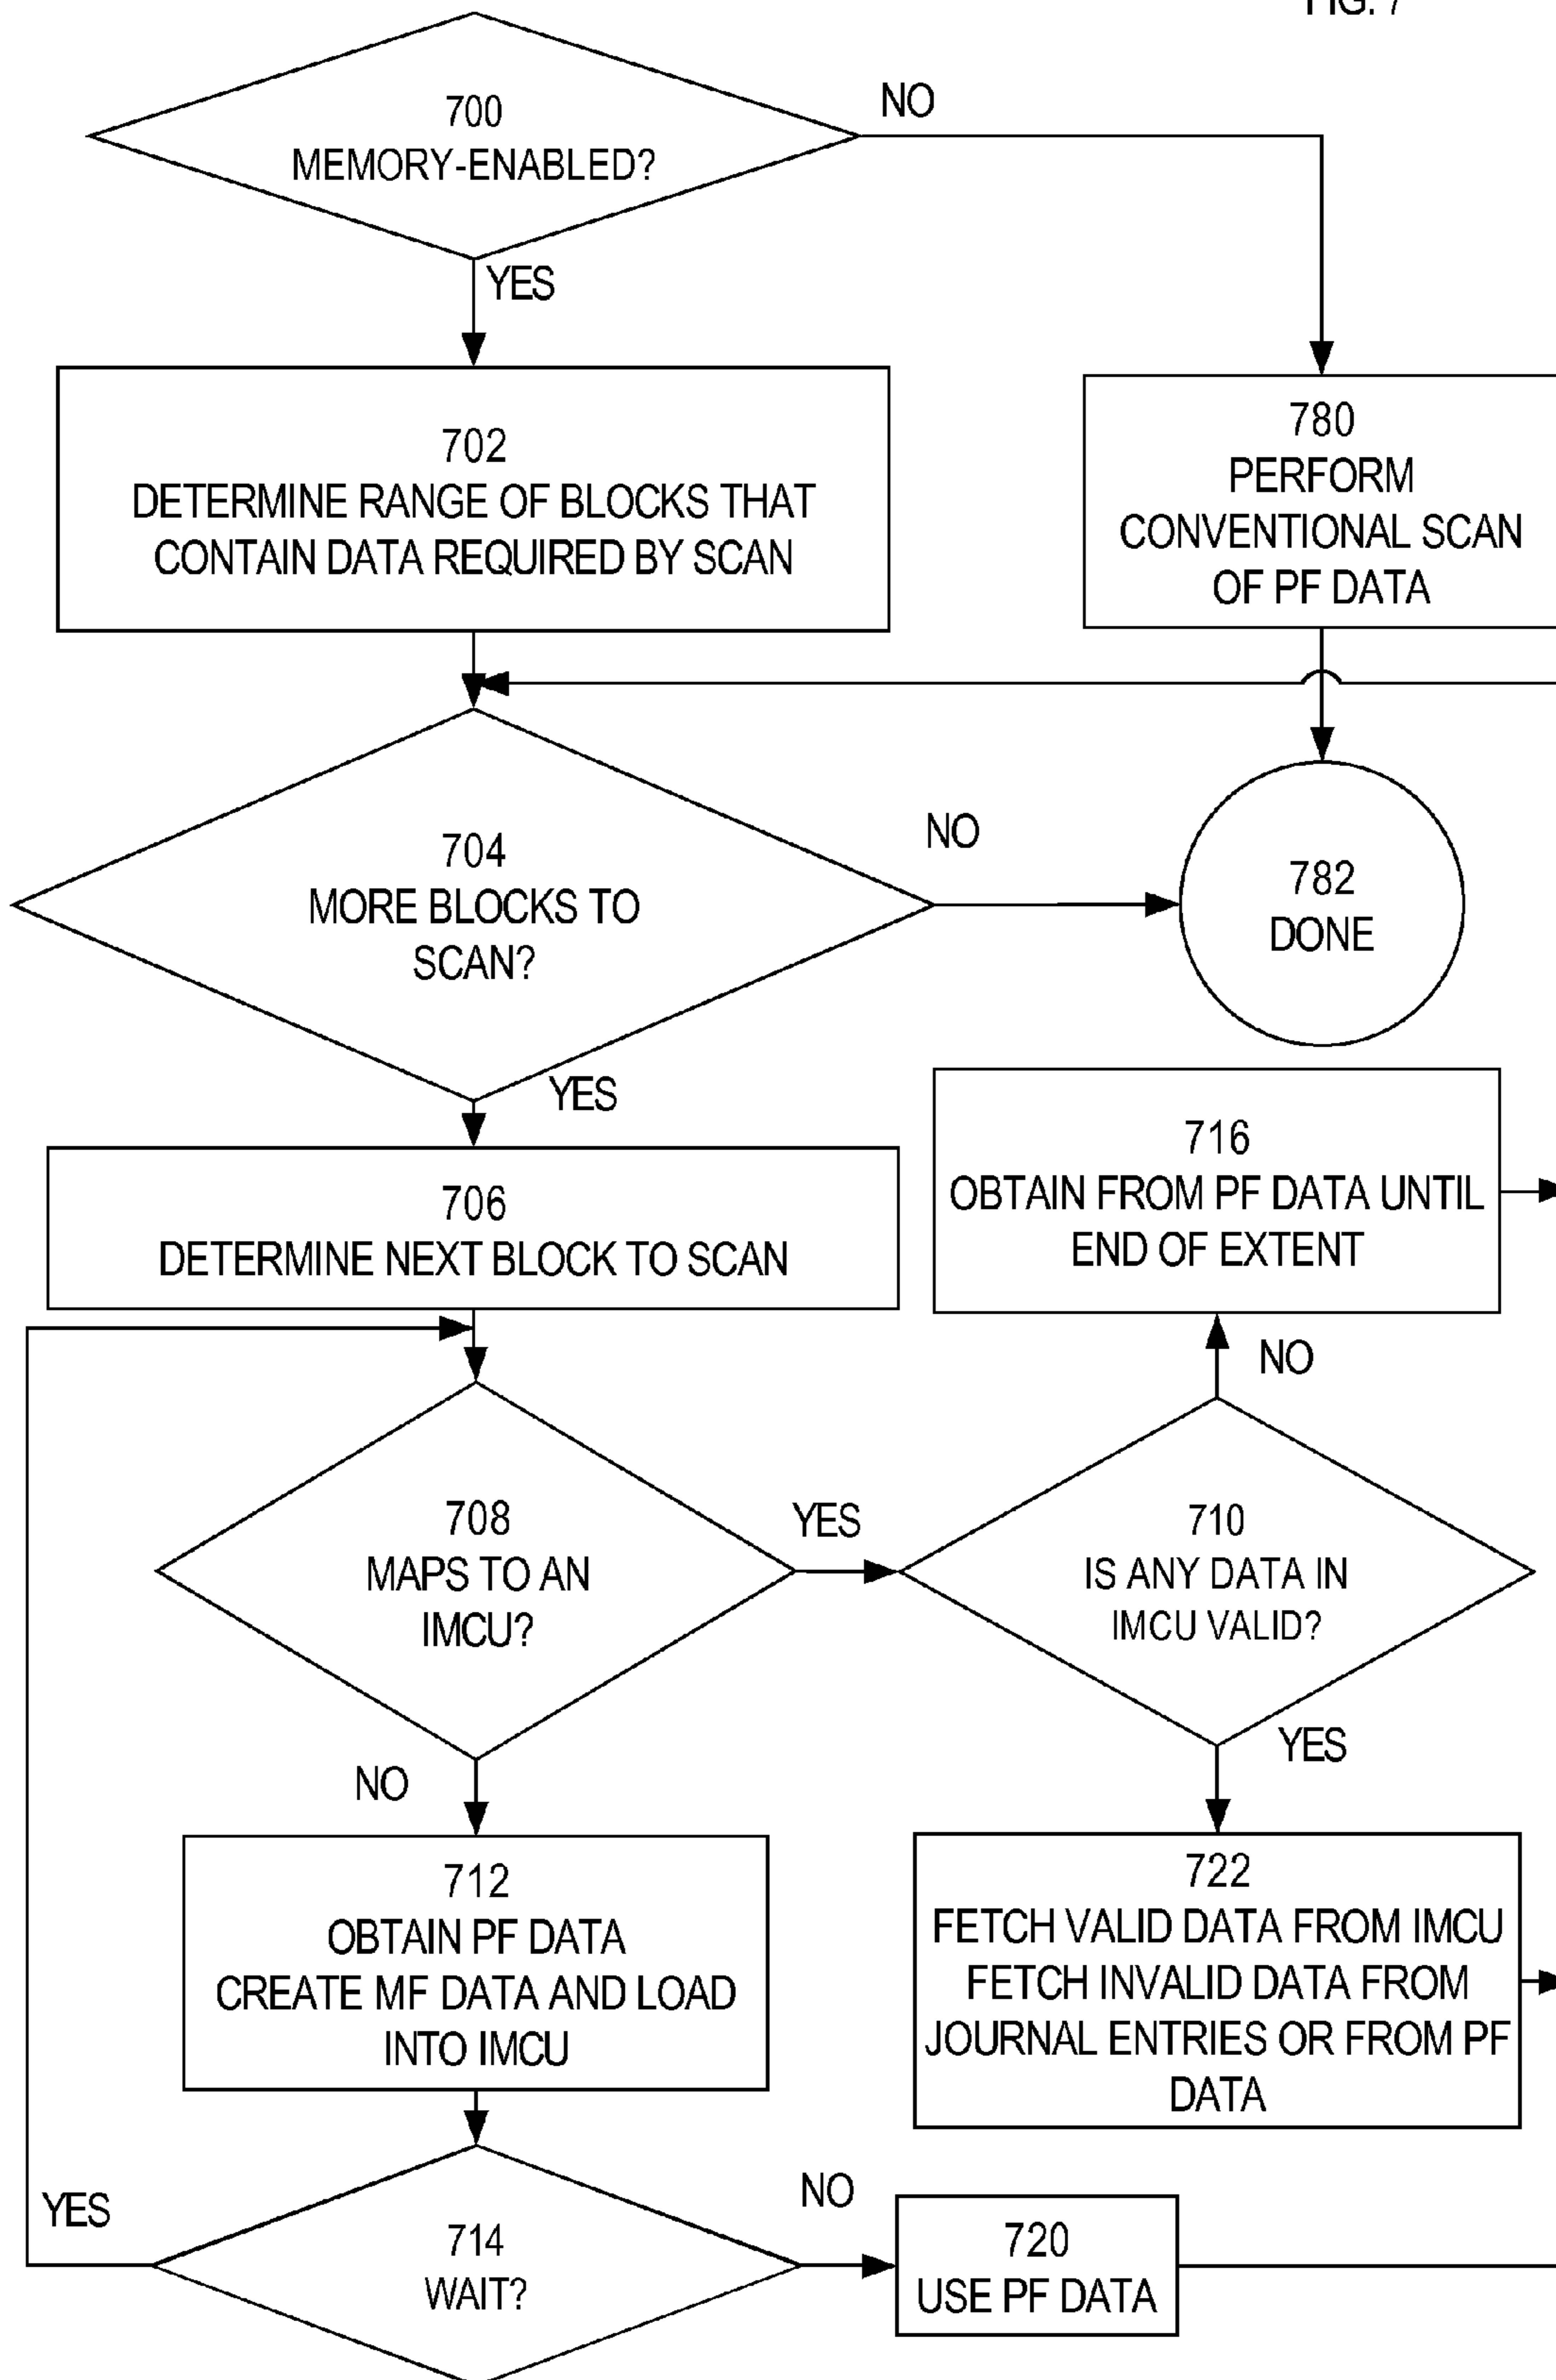 FIG. 7
700
MEMORY-ENABLED?
NO
YES
702
DETERMINE RANGE OF BLOCKS THAT
CONTAIN DATA REQUIRED BY SCAN
780
PERFORM
CONVENTIONAL SCAN
OF PF DATA
704
MORE BLOCKS TO
SCAN?
NO
782
DONE
YES
706
DETERMINE NEXT BLOCK TO SCAN
716
OBTAIN FROM PF DATA UNTIL
END OF EXTENT
NO
708
MAPS TO AN
IMCU?
YES
710
IS ANY DATA IN
IMCU VALID?
YES
NO
712
OBTAIN PF DATA
CREATE MF DATA AND LOAD
INTO IMCU
722
FETCH VALID DATA FROM IMCU
FETCH INVALID DATA FROM
JOURNAL ENTRIES OR FROM PF
DATA
YES
714
WAIT?
NO
720
USE PF DATA